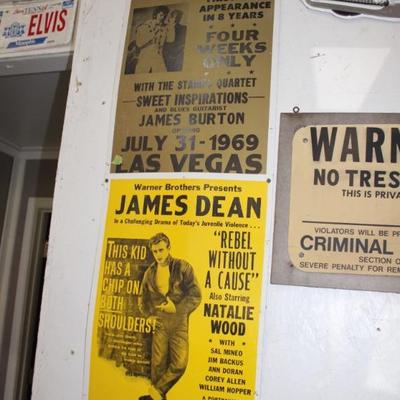 TENN
ELVIS
Memphis
APPEARANCE
IN 8 YEARS
FOUR
WEEKS
ONLY
WITH THE STAMPS QUARTET
SWEET INSPIRATIONS
AND BLUES GUITARIST
JAMES BURTON
OPENING
JULY 31-1969
LAS VEGAS
Warner Brothers Presents
JAMES DEAN
In a Challenging Drama of Today's Juvenile Violence...
THIS KID
HAS A
CHIP ON
BOTH
SHOULDERS!
"REBEL
WITHOUT
A CAUSE"
Also Starring
NATALIE
WOOD
• WITH •
SAL MINEO
JIM BACKUS
ANN DORAN
COREY ALLEN
WILLIAM HOPPER
WARN
NO TRES
THIS IS PRIVA
VIOLATORS WILL BE PR
CRIMINAL
SECTION
SEVERE PENALTY FOR REM